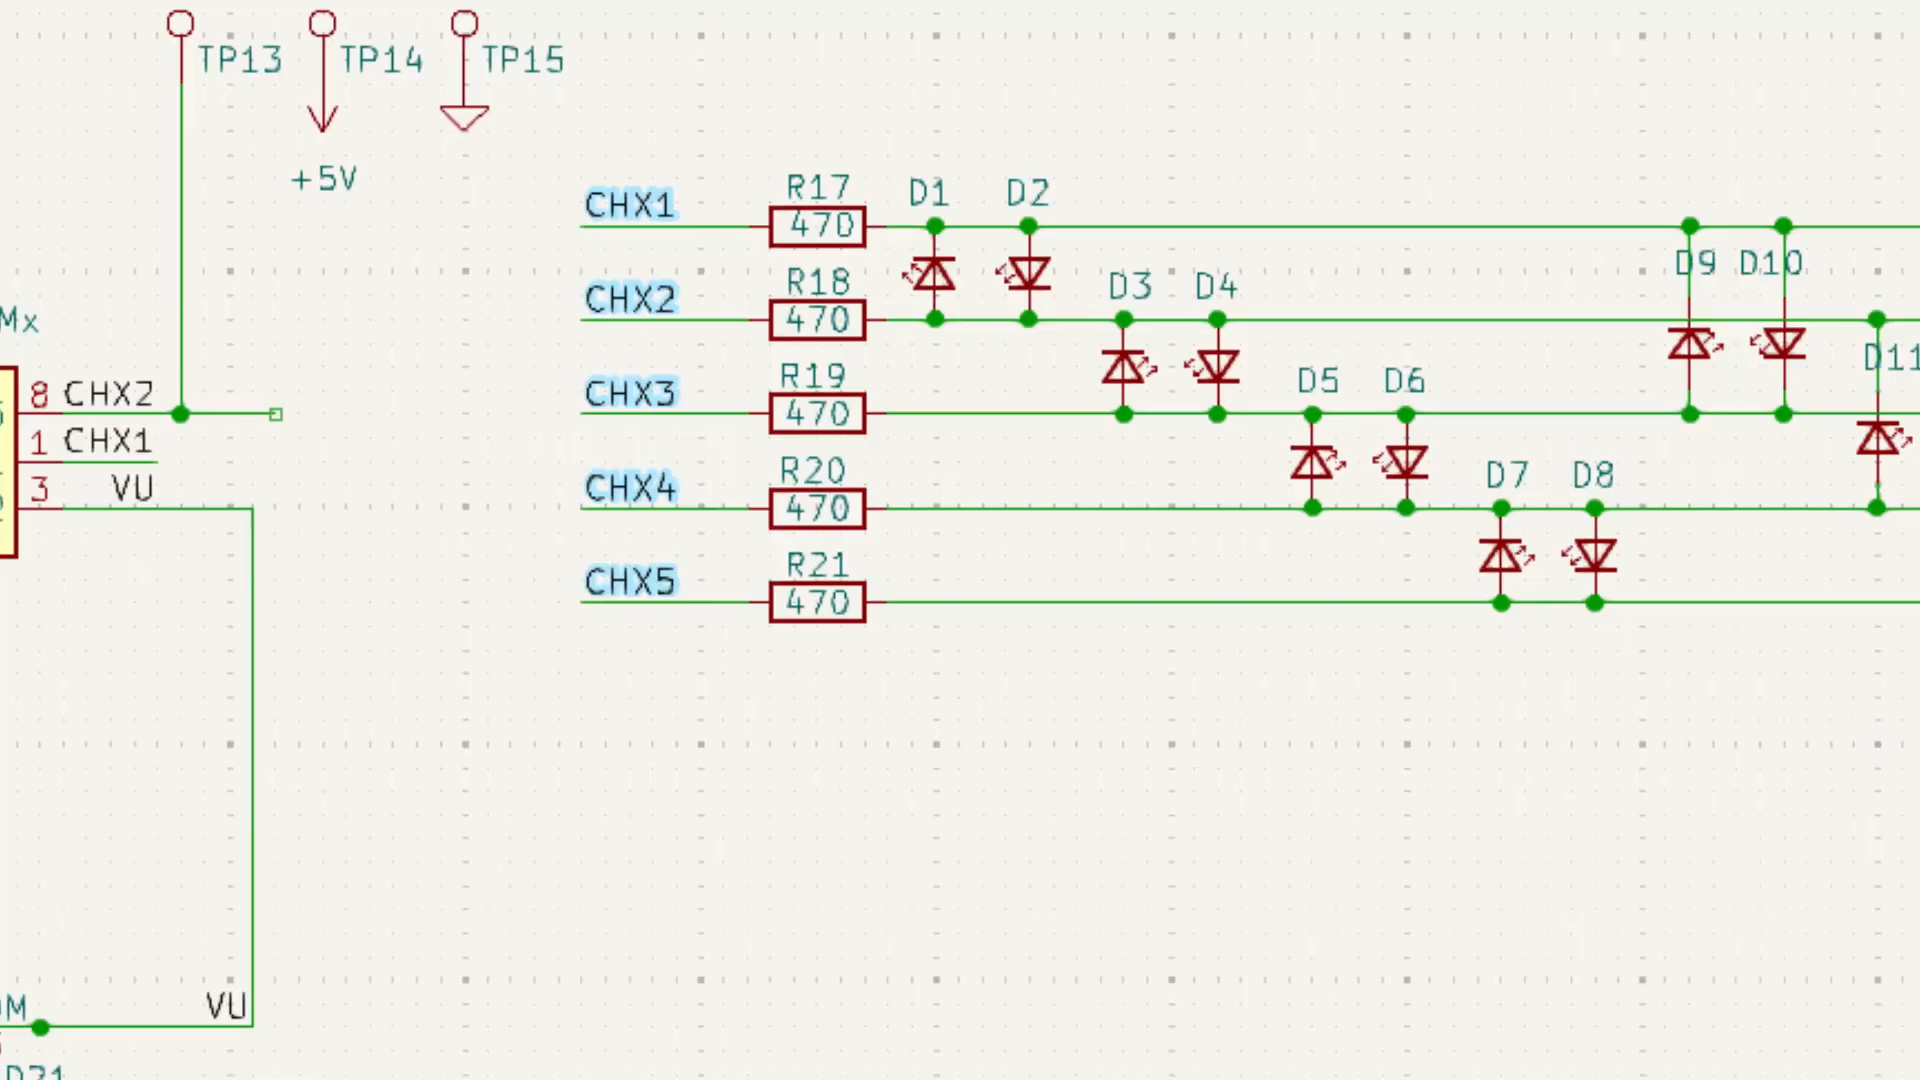 TP13 TP14 TP15
+5V
CHX1 R17 D1 D2
470
D9 D10
CHX2 R18 D3 D4
470
Mx
D11
8 CHX2
CHX3 R19 D5 D6
470
1 CHX1
3 VU
CHX4 R20 D7 D8
470
CHX5 R21
470
VU